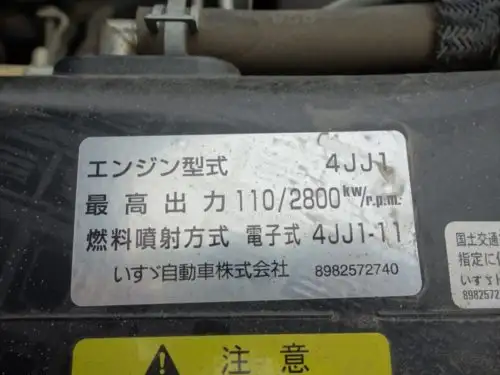 エンジン型式 4JJ1
最高出力 110/2800 kw/r.p.m.
燃料噴射方式 電子式 4JJ1-11
いすゞ自動車株式会社 8982572740
国土交通
指定に
いすゞ
8982572
注意